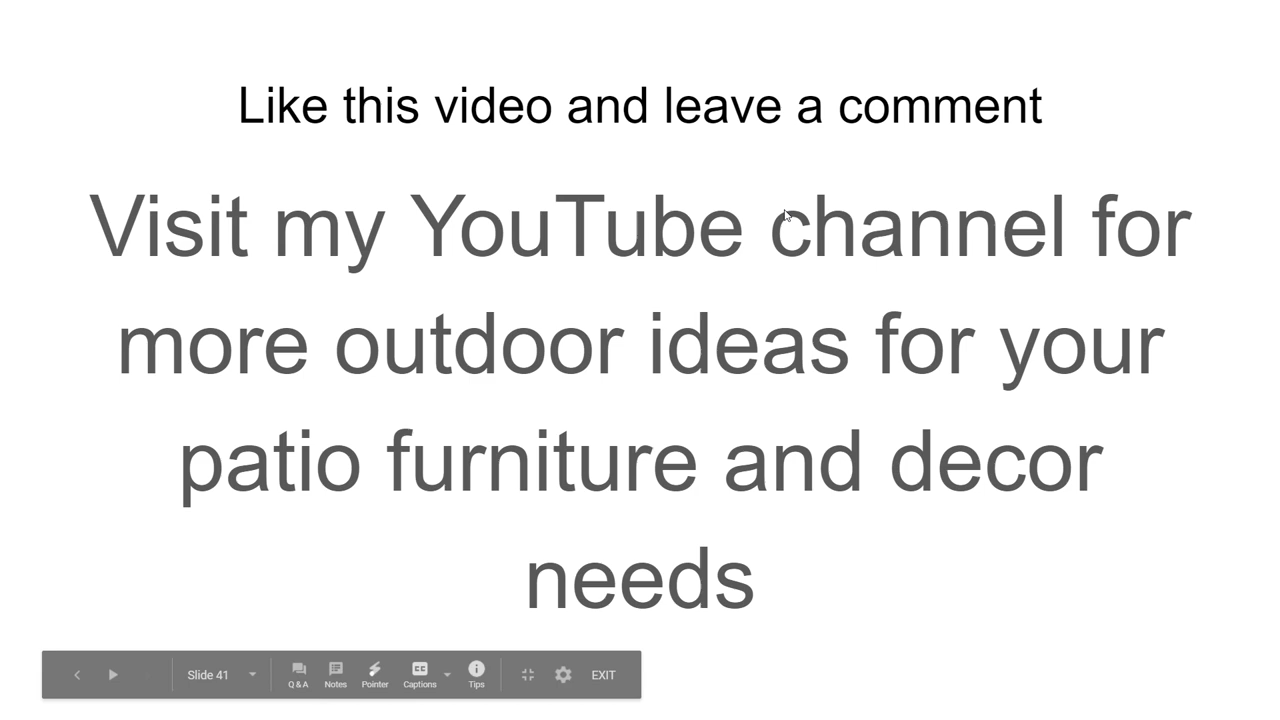 Like this video and leave a comment
Visit my YouTube channel for
more outdoor ideas for your
patio furniture and decor
needs
Slide 41 Q & A Notes Pointer CC Captions Tips EXIT